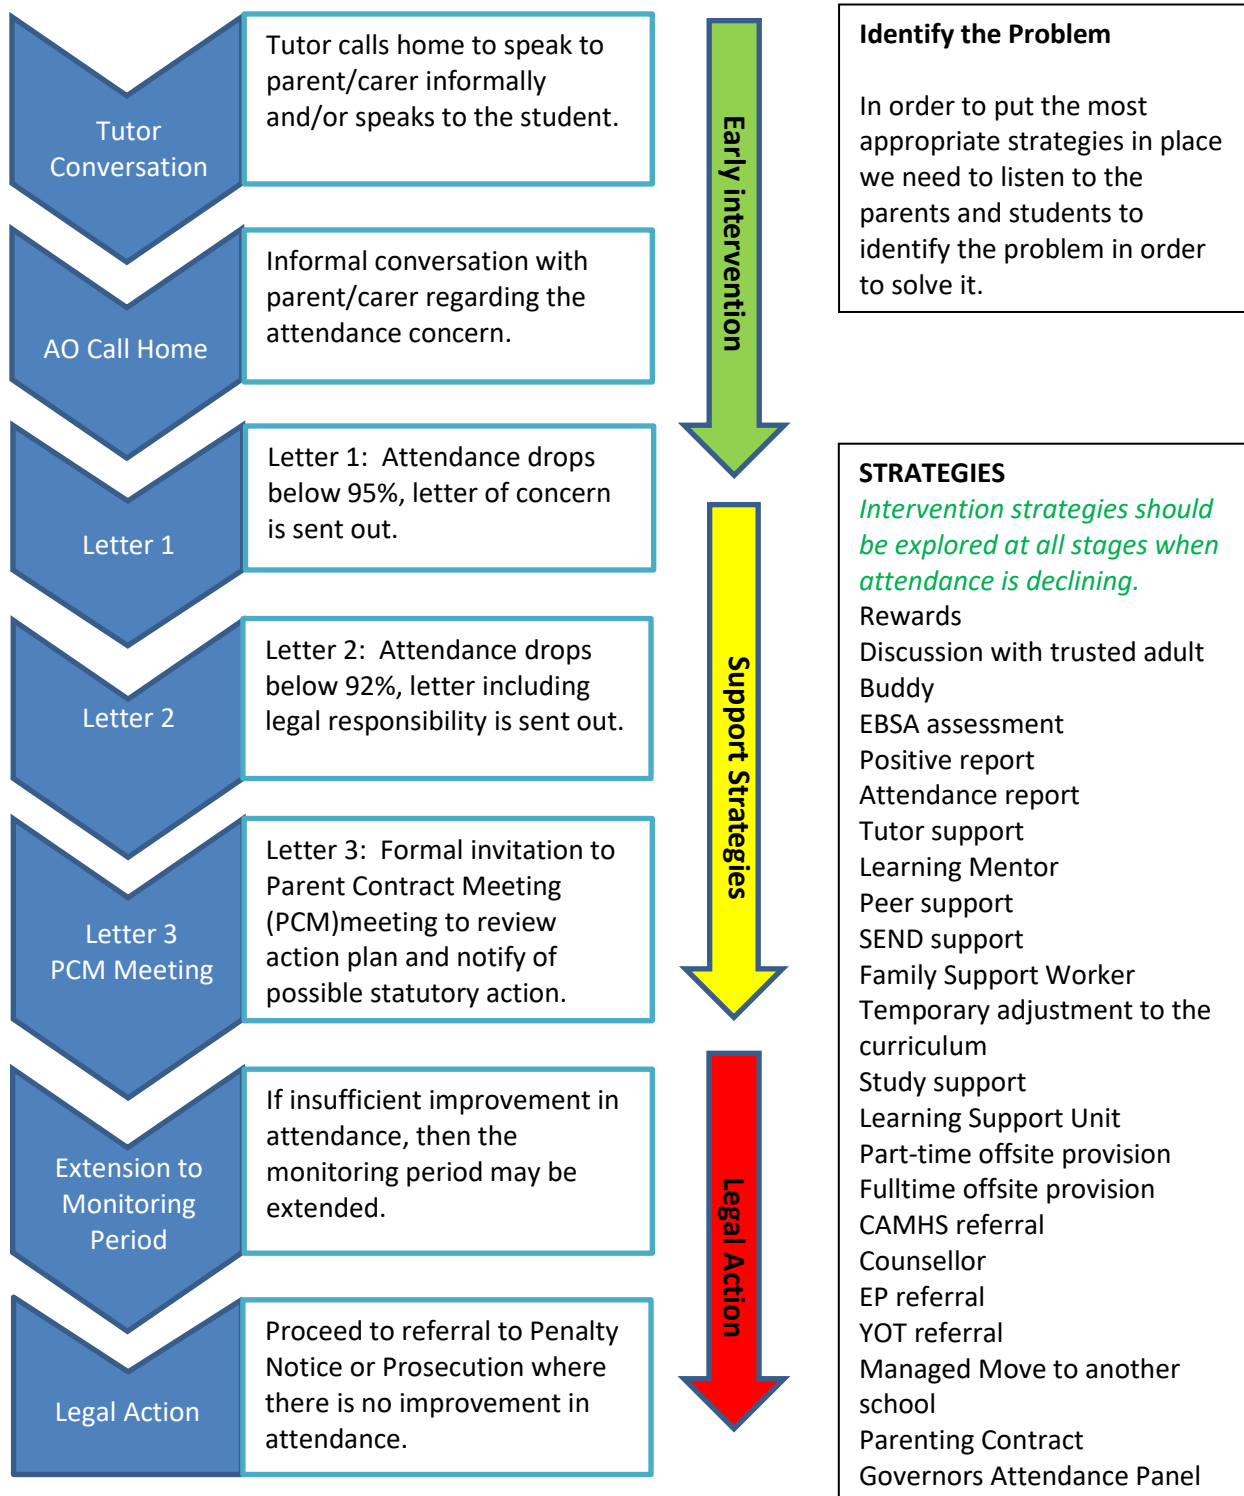 Tutor
Conversation
Tutor calls home to speak to
parent/carer informally
and/or speaks to the student.
AO Call Home
Informal conversation with
parent/carer regarding the
attendance concern.
Letter 1
Letter 1:  Attendance drops
below 95%, letter of concern
is sent out.
Letter 2
Letter 2:  Attendance drops
below 92%, letter including
legal responsibility is sent out.
Letter 3
PCM Meeting
Letter 3:  Formal invitation to
Parent Contract Meeting
(PCM)meeting to review
action plan and notify of
possible statutory action.
Extension to
Monitoring
Period
If insufficient improvement in
attendance, then the
monitoring period may be
extended.
Legal Action
Proceed to referral to Penalty
Notice or Prosecution where
there is no improvement in
attendance.
Early intervention
Support Strategies
Legal Action
Identify the Problem
In order to put the most
appropriate strategies in place
we need to listen to the
parents and students to
identify the problem in order
to solve it.
STRATEGIES
Intervention strategies should
be explored at all stages when
attendance is declining.
Rewards
Discussion with trusted adult
Buddy
EBSA assessment
Positive report
Attendance report
Tutor support
Learning Mentor
Peer support
SEND support
Family Support Worker
Temporary adjustment to the
curriculum
Study support
Learning Support Unit
Part-time offsite provision
Fulltime offsite provision
CAMHS referral
Counsellor
EP referral
YOT referral
Managed Move to another
school
Parenting Contract
Governors Attendance Panel